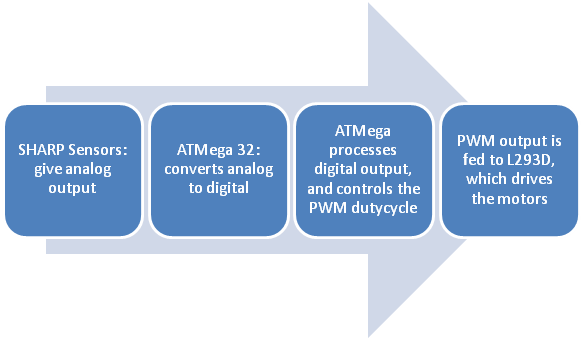 SHARP Sensors:
give analog
output
ATMega 32:
converts analog
to digital
ATMega
processes
digital output,
and controls the
PWM dutycycle
PWM output is
fed to L293D,
which drives
the motors